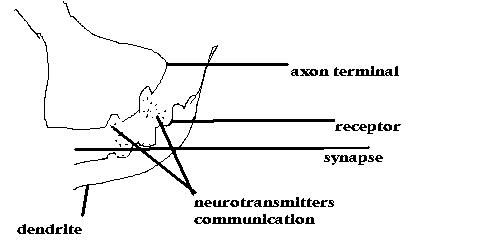 axon terminal
receptor
synapse
neurotransmitters
communication
dendrite